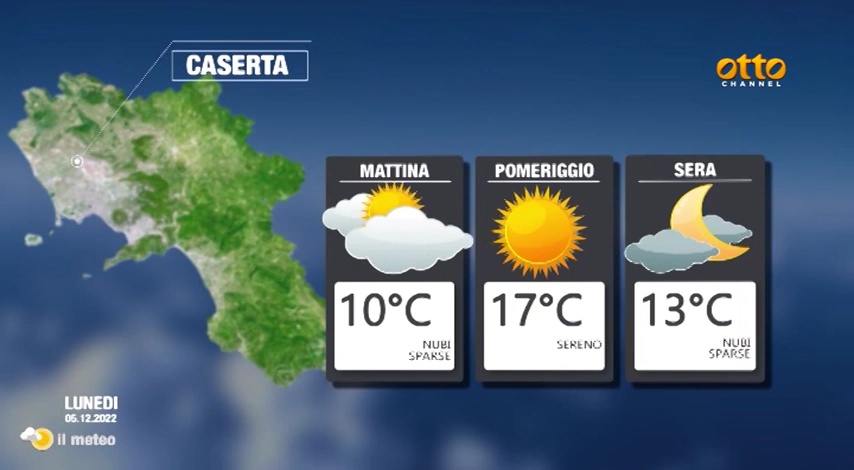 CASERTA
otto
CHANNEL
MATTINA
10°C
NUBI
SPARSE
POMERIGGIO
17°C
SERENO
SERA
13°C
NUBI
SPARSE
LUNEDI
05.12.2022
il meteo